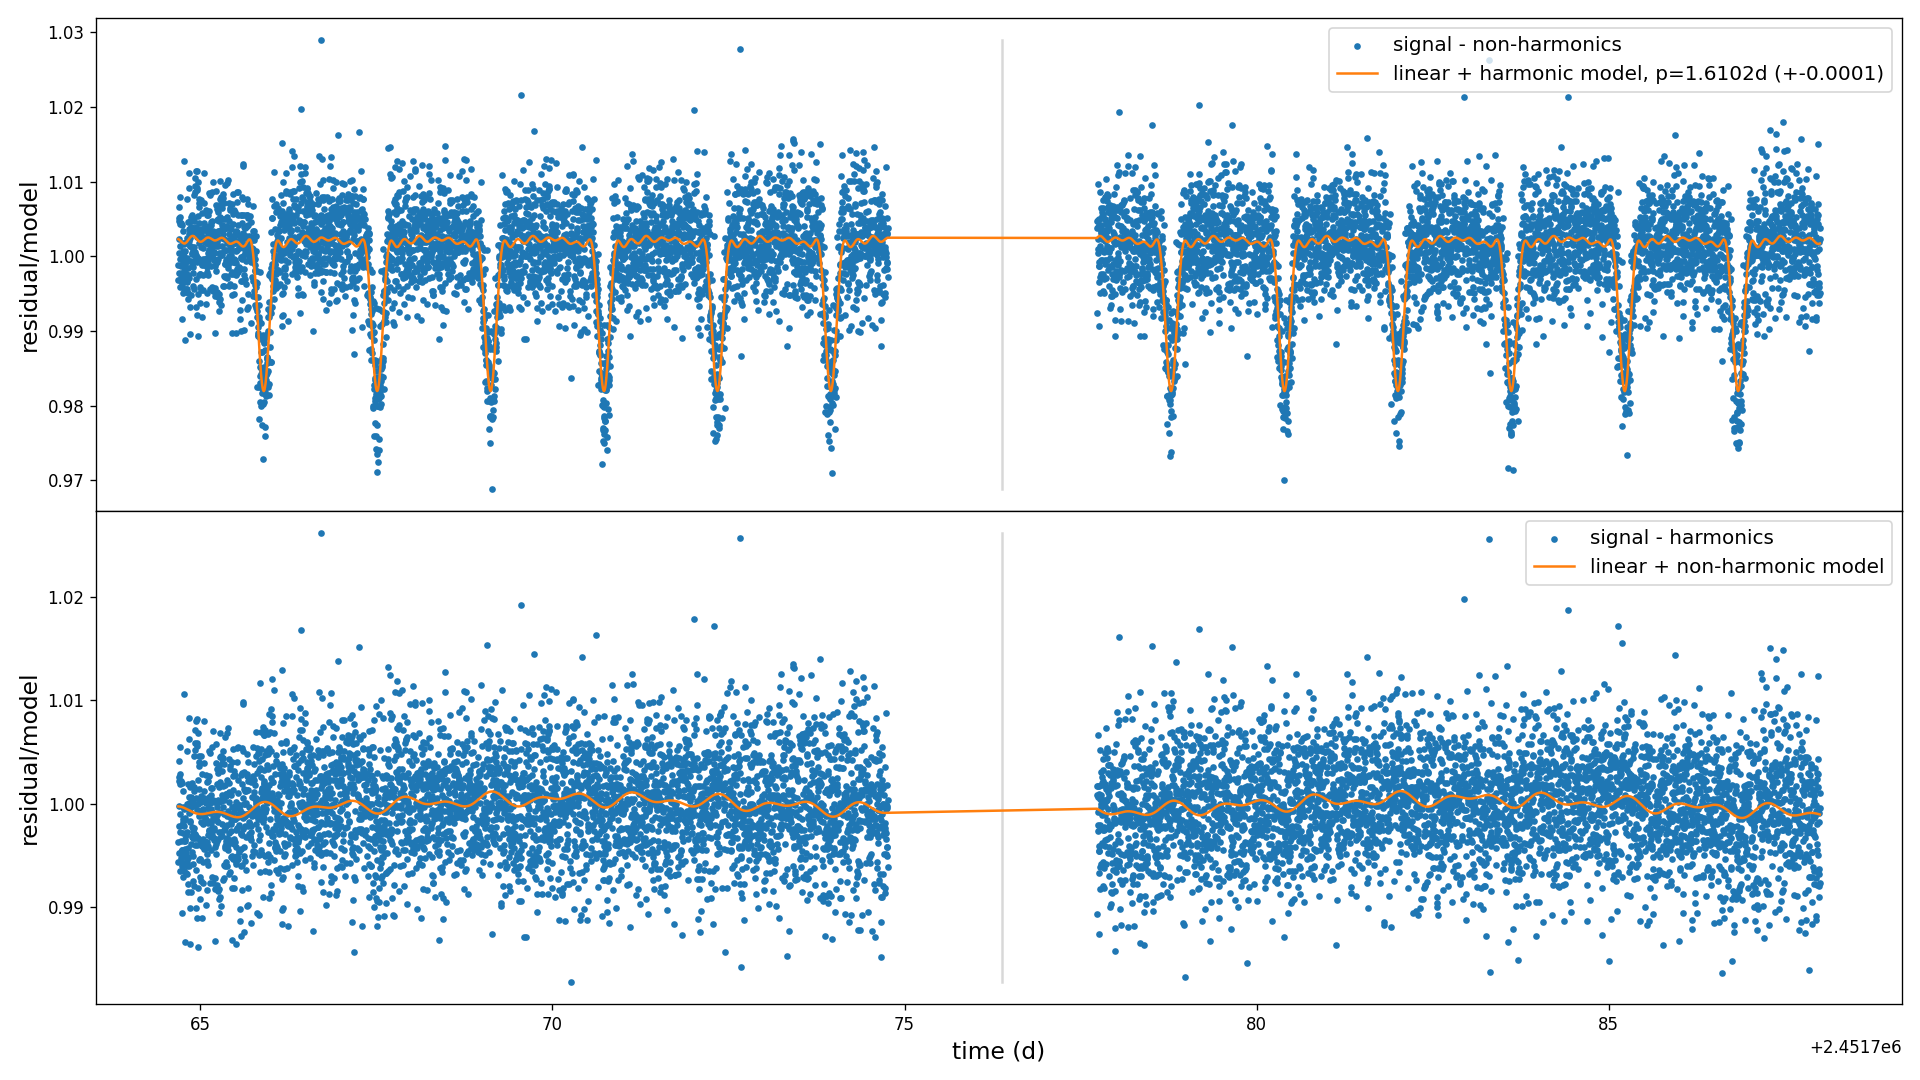 1.03
1.02
1.01
1.00
0.99
0.98
0.97
residual/model
signal - non-harmonics
linear + harmonic model, p=1.6102d (+-0.0001)
1.02
1.01
1.00
0.99
residual/model
signal - harmonics
linear + non-harmonic model
65
70
75
80
85
time (d)
+2.4517e6